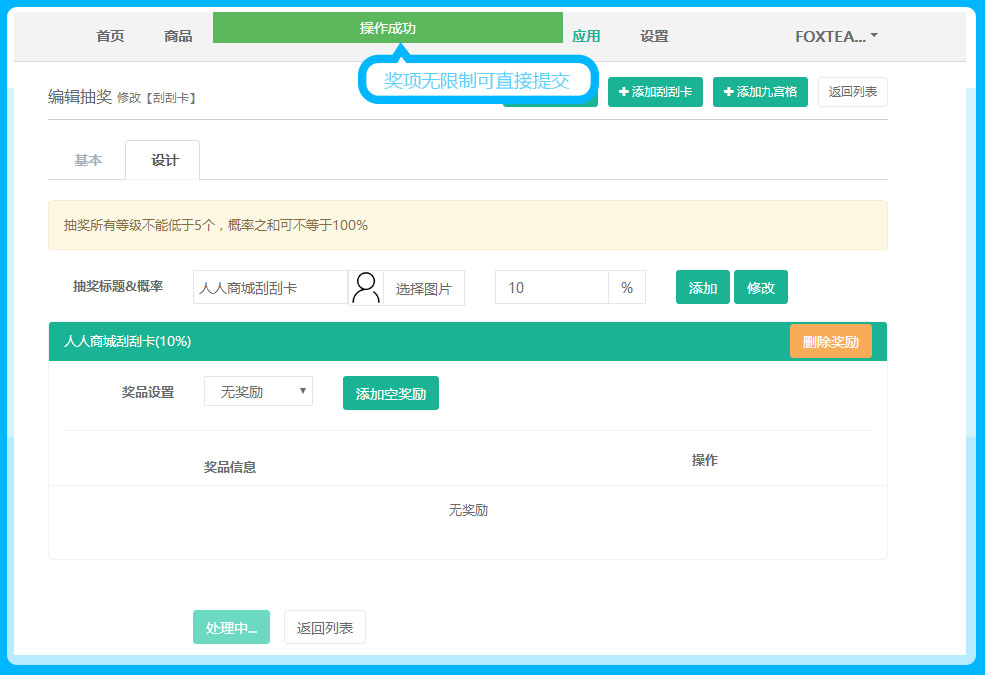 首页 商品 操作成功 应用 设置 FOXTEA...
奖项无限制可直接提交
编辑抽奖 修改【刮刮卡】 添加刮刮卡 添加九宫格 返回列表
基本 设计
抽奖所有等级不能低于5个，概率之和可不等于100%
抽奖标题&概率 人人商城刮刮卡 选择图片 10 % 添加 修改
人人商城刮刮卡(10%) 删除奖励
奖品设置 无奖励 添加空奖励
奖品信息 操作
无奖励
处理中... 返回列表